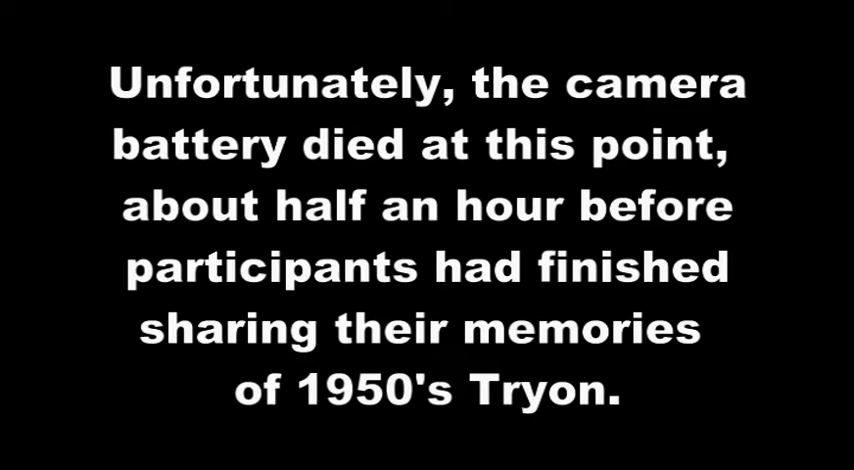 Unfortunately, the camera
battery died at this point,
about half an hour before
participants had finished
sharing their memories
of 1950's Tryon.